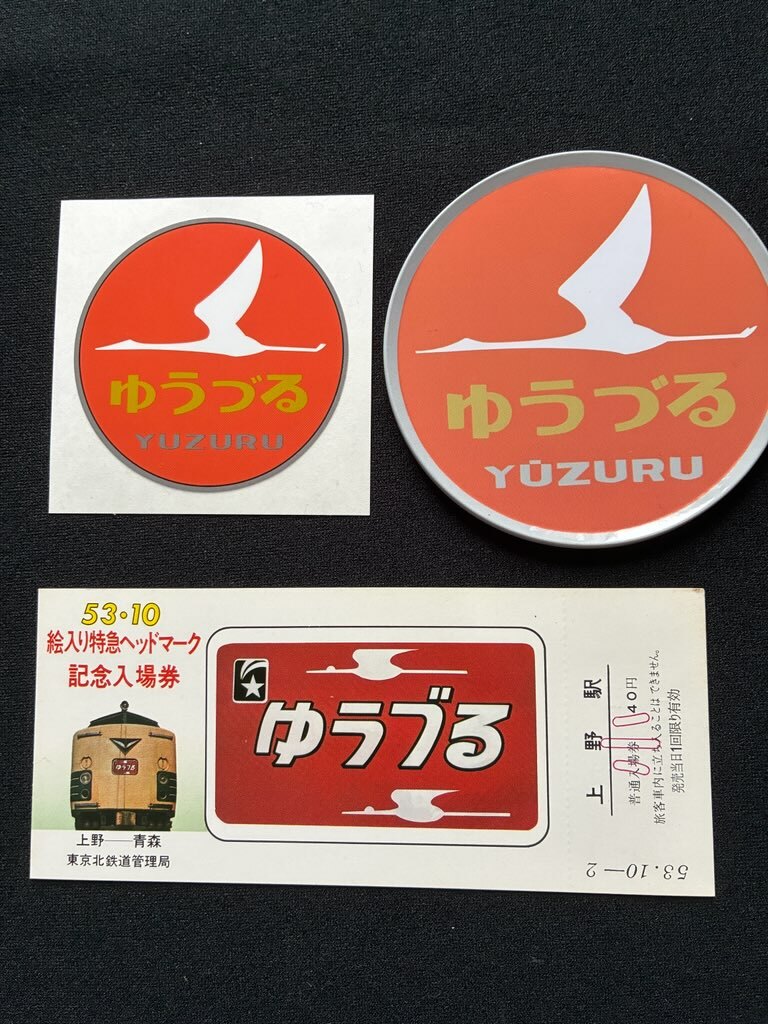 ゆうづる
YŪZURU
ゆうづる
YŪZURU
53・10
絵入り特急ヘッドマーク
記念入場券
ゆうづる
上野——青森
東京北鉄道管理局
ゆうづる
上野駅
普通入場券 40円
旅客車内に立ち入ることはできません。
発売当日1回限り有効
53.10—2